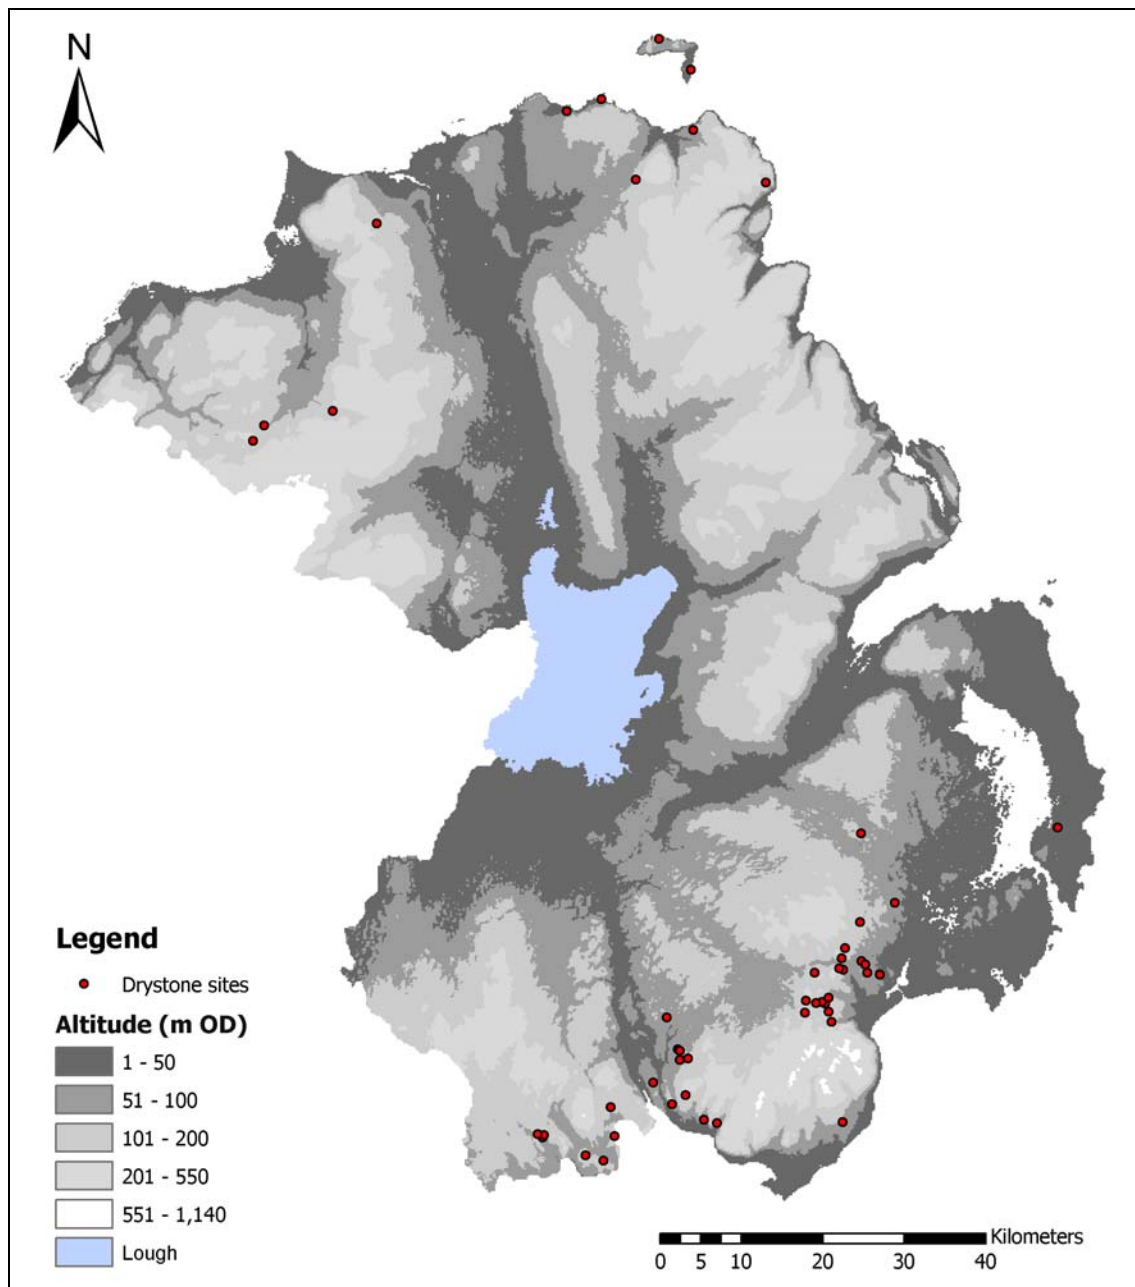 N
Legend
Drystone sites
Altitude (m OD)
1 - 50
51 - 100
101 - 200
201 - 550
551 - 1,140
Lough
Kilometers
0 5 10 20 30 40